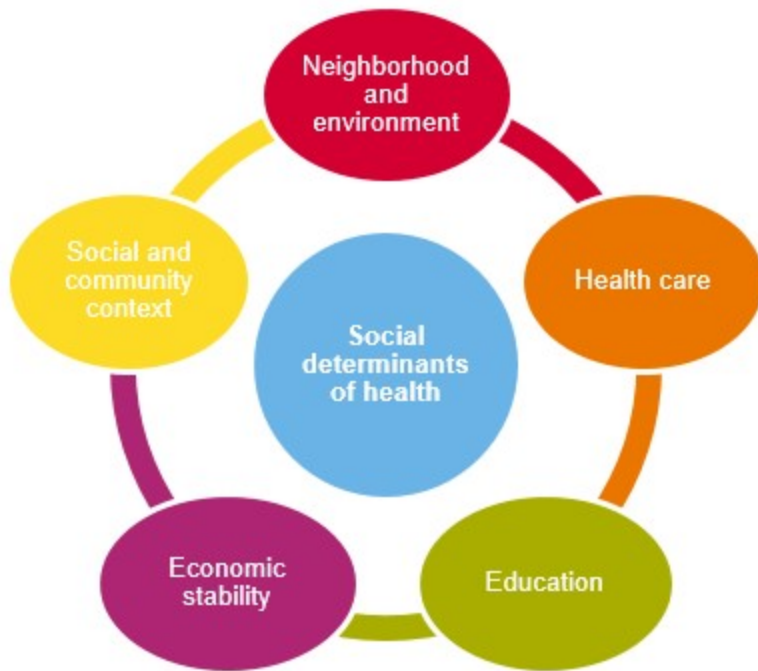 Neighborhood
and
environment
Social and
community
context
Health care
Social
determinants
of health
Economic
stability
Education